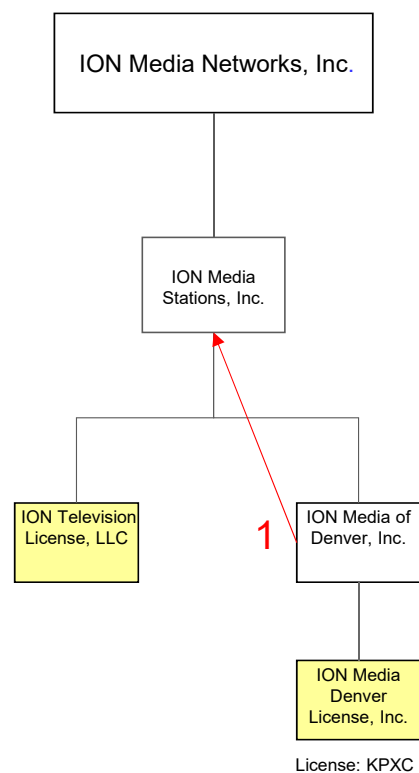 ION Media Networks, Inc.
ION Media
Stations, Inc.
ION Television
License, LLC
1
ION Media of
Denver, Inc.
ION Media
Denver
License, Inc.
License: KPXC